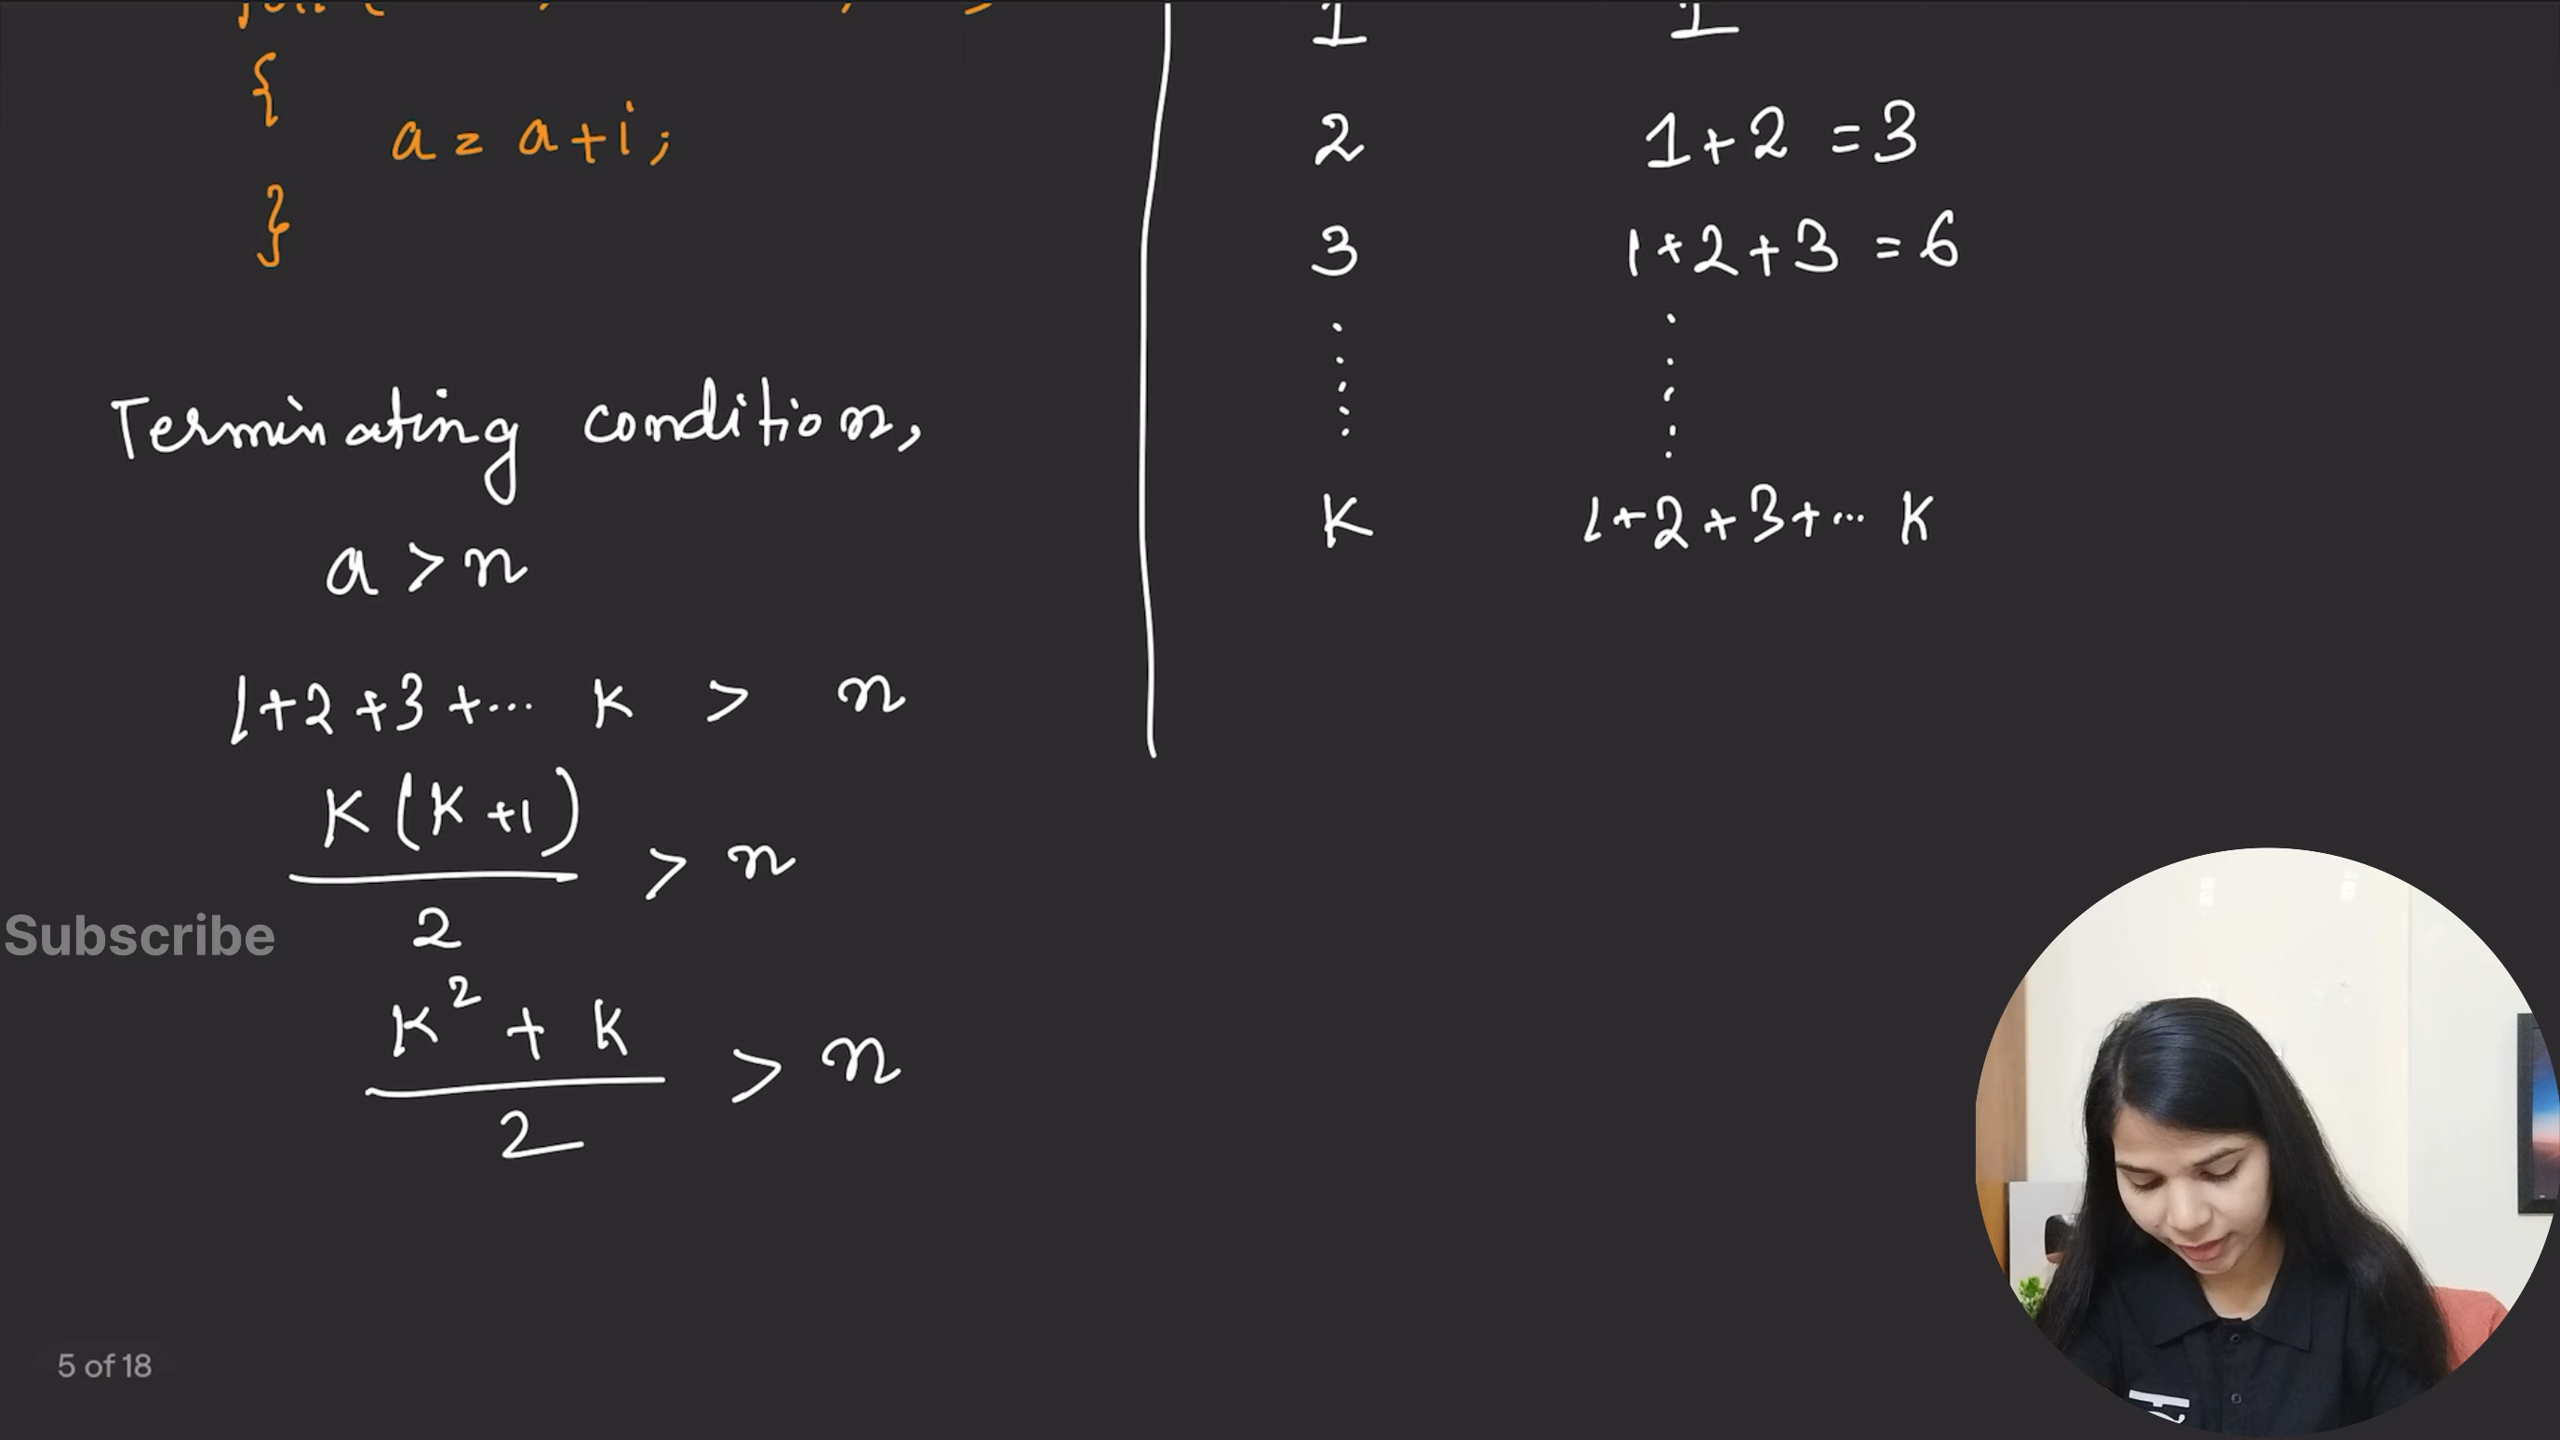 {
a = a+i;
}
Terminating condition,
a > n
1+2+3+... K > n
K(K+1)
2
> n
K² + K
2
> n
1 1
2 1+2 = 3
3 1+2+3 = 6
K 1+2+3+... K
Subscribe
5 of 18